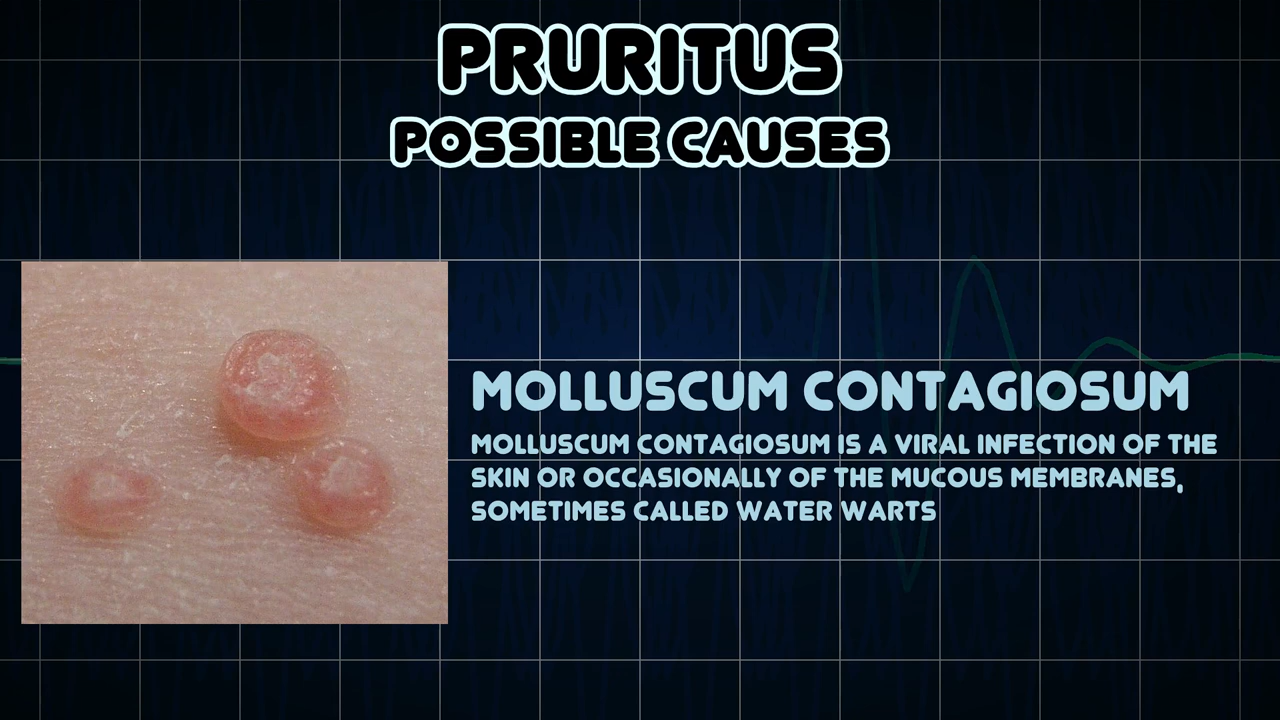 PRURITUS
POSSIBLE CAUSES
MOLLUSCUM CONTAGIOSUM
MOLLUSCUM CONTAGIOSUM IS A VIRAL INFECTION OF THE
SKIN OR OCCASIONALLY OF THE MUCOUS MEMBRANES,
SOMETIMES CALLED WATER WARTS